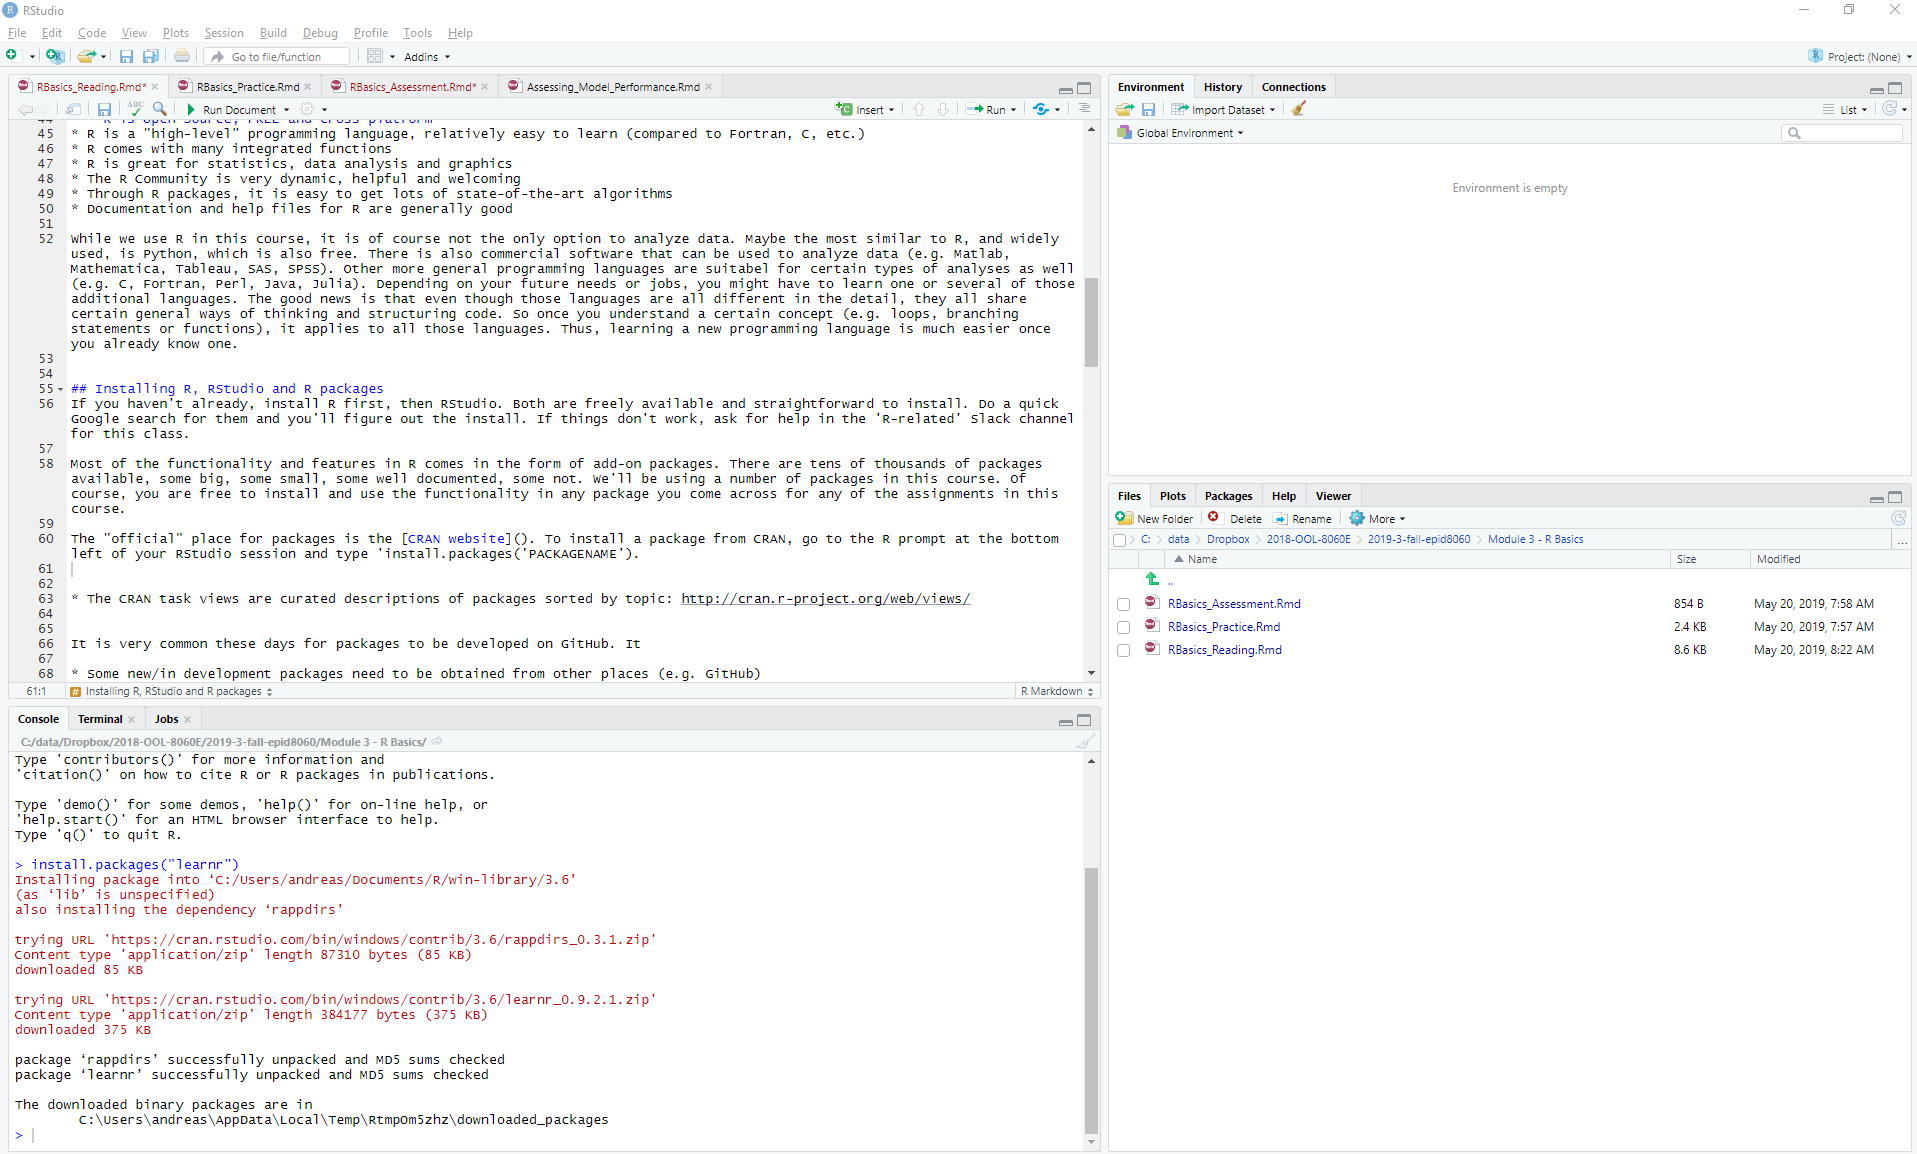 RStudio
File Edit Code View Plots Session Build Debug Profile Tools Help
Go to file/function Addins Project: (None)
RBasics_Reading.Rmd* RBasics_Practice.Rmd RBasics_Assessment.Rmd* Assessing_Model_Performance.Rmd
ABC Run Document Insert Run
44 * R is Open Source, FREE and Cross-platform
45 * R is a "high-level" programming language, relatively easy to learn (compared to Fortran, C, etc.)
46 * R comes with many integrated functions
47 * R is great for statistics, data analysis and graphics
48 * The R Community is very dynamic, helpful and welcoming
49 * Through R packages, it is easy to get lots of state-of-the-art algorithms
50 * Documentation and help files for R are generally good
51
52 While we use R in this course, it is of course not the only option to analyze data. Maybe the most similar to R, and widely
used, is Python, which is also free. There is also commercial software that can be used to analyze data (e.g. Matlab,
Mathematica, Tableau, SAS, SPSS). Other more general programming languages are suitabel for certain types of analyses as well
(e.g. C, Fortran, Perl, Java, Julia). Depending on your future needs or jobs, you might have to learn one or several of those
additional languages. The good news is that even though those languages are all different in the detail, they all share
certain general ways of thinking and structuring code. So once you understand a certain concept (e.g. loops, branching
statements or functions), it applies to all those languages. Thus, learning a new programming language is much easier once
you already know one.
53
54
55 ## Installing R, RStudio and R packages
56 If you haven't already, install R first, then RStudio. Both are freely available and straightforward to install. Do a quick
Google search for them and you'll figure out the install. If things don't work, ask for help in the 'R-related' Slack channel
for this class.
57
58 Most of the functionality and features in R comes in the form of add-on packages. There are tens of thousands of packages
available, some big, some small, some well documented, some not. We'll be using a number of packages in this course. Of
course, you are free to install and use the functionality in any package you come across for any of the assignments in this
course.
59
60 The "official" place for packages is the [CRAN website](). To install a package from CRAN, go to the R prompt at the bottom
left of your RStudio session and type 'install.packages('PACKAGENAME').
61
62
63 * The CRAN task views are curated descriptions of packages sorted by topic: http://cran.r-project.org/web/views/
64
65
66 It is very common these days for packages to be developed on GitHub. It
67
68 * Some new/in development packages need to be obtained from other places (e.g. GitHub)
61:1 # Installing R, RStudio and R packages R Markdown
Console Terminal Jobs
C:/data/Dropbox/2018-OOL-8060E/2019-3-fall-epid8060/Module 3 - R Basics/
Type 'contributors()' for more information and
'citation()' on how to cite R or R packages in publications.
Type 'demo()' for some demos, 'help()' for on-line help, or
'help.start()' for an HTML browser interface to help.
Type 'q()' to quit R.
> install.packages("learnr")
Installing package into ‘C:/Users/andreas/Documents/R/win-library/3.6’
(as ‘lib’ is unspecified)
also installing the dependency ‘rappdirs’
trying URL 'https://cran.rstudio.com/bin/windows/contrib/3.6/rappdirs_0.3.1.zip'
Content type 'application/zip' length 87310 bytes (85 KB)
downloaded 85 KB
trying URL 'https://cran.rstudio.com/bin/windows/contrib/3.6/learnr_0.9.2.1.zip'
Content type 'application/zip' length 384177 bytes (375 KB)
downloaded 375 KB
package ‘rappdirs’ successfully unpacked and MD5 sums checked
package ‘learnr’ successfully unpacked and MD5 sums checked
The downloaded binary packages are in
C:\Users\andreas\AppData\Local\Temp\RtmpOm5zhz\downloaded_packages
>
Environment History Connections
Import Dataset List
Global Environment
Environment is empty
Files Plots Packages Help Viewer
New Folder Delete Rename More
C: data Dropbox 2018-OOL-8060E 2019-3-fall-epid8060 Module 3 - R Basics ...
Name Size Modified
..
RBasics_Assessment.Rmd 854 B May 20, 2019, 7:58 AM
RBasics_Practice.Rmd 2.4 KB May 20, 2019, 7:57 AM
RBasics_Reading.Rmd 8.6 KB May 20, 2019, 8:22 AM